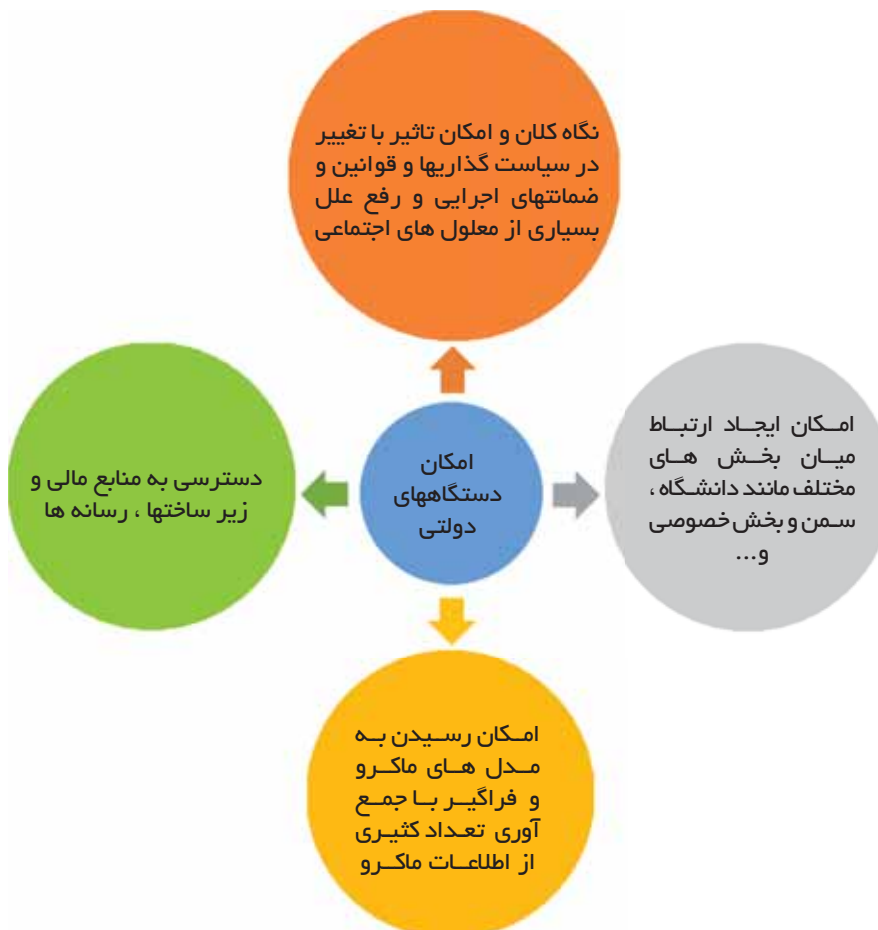 نگاه کلان و امکان تاثیر با تغییر
در سیاست گذاریها و قوانین و
ضمانتهای اجرایی و رفع علل
بسیاری از معلول های اجتماعی
امکان ایجاد ارتباط
میان بخش های
مختلف مانند دانشگاه ،
سمن و بخش خصوصی
و...
امکان
دستگاههای
دولتی
دسترسی به منابع مالی و
زیر ساختها ، رسانه ها
امکان رسیدن به
مدل های ماکرو
و فراگیر با جمع
آوری تعداد کثیری
از اطلاعات ماکرو